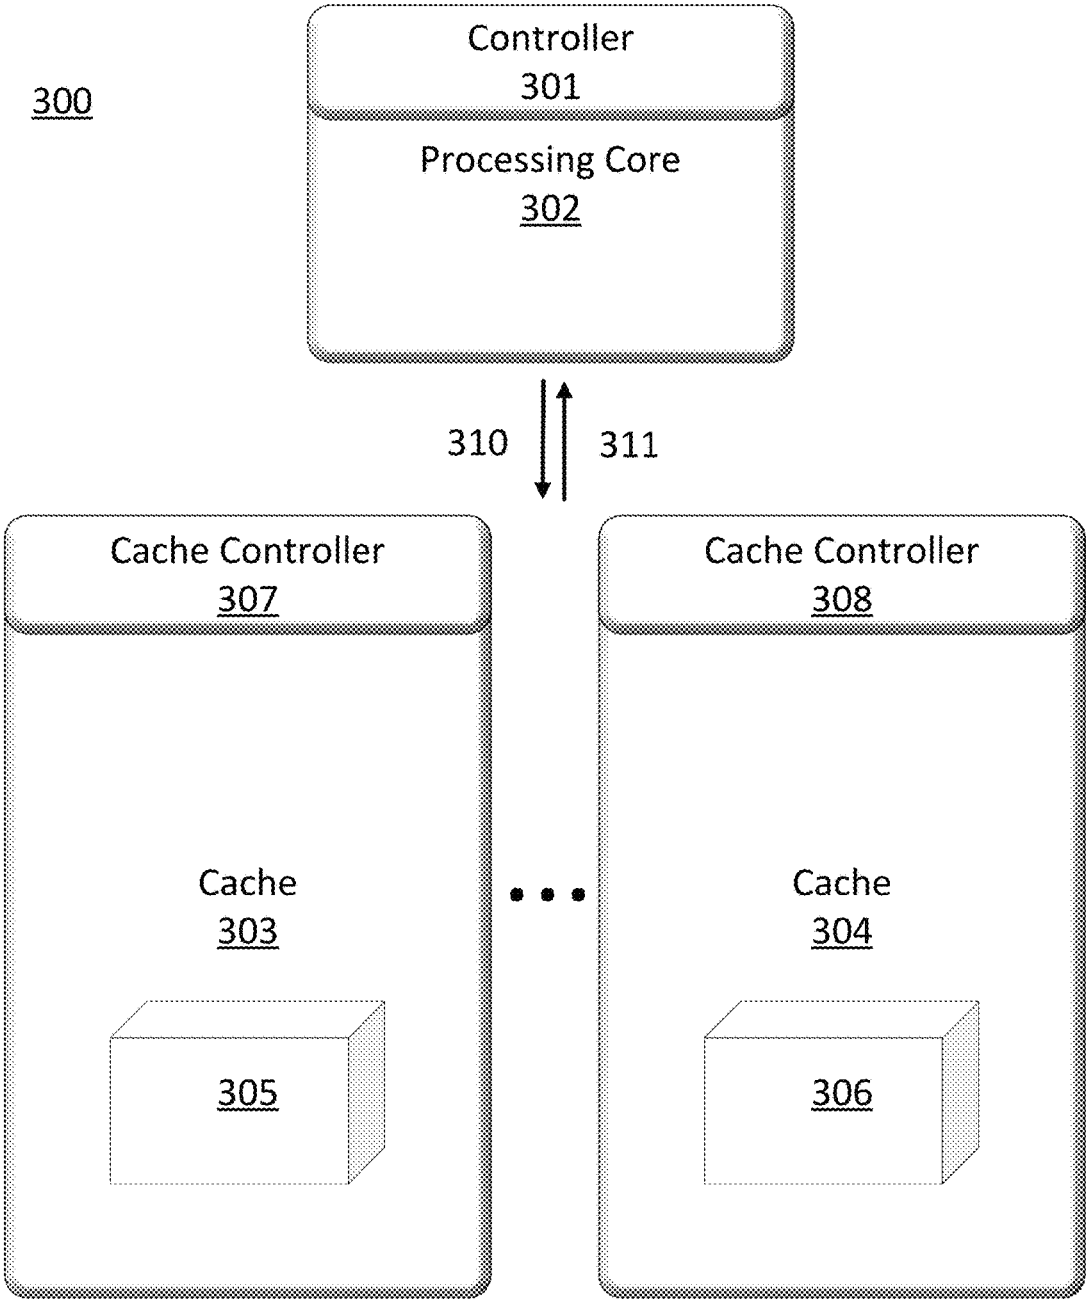 Controller
301
300
Processing Core
302
310
311
Cache Controller
307
Cache Controller
308
Cache
303
Cache
304
305
306